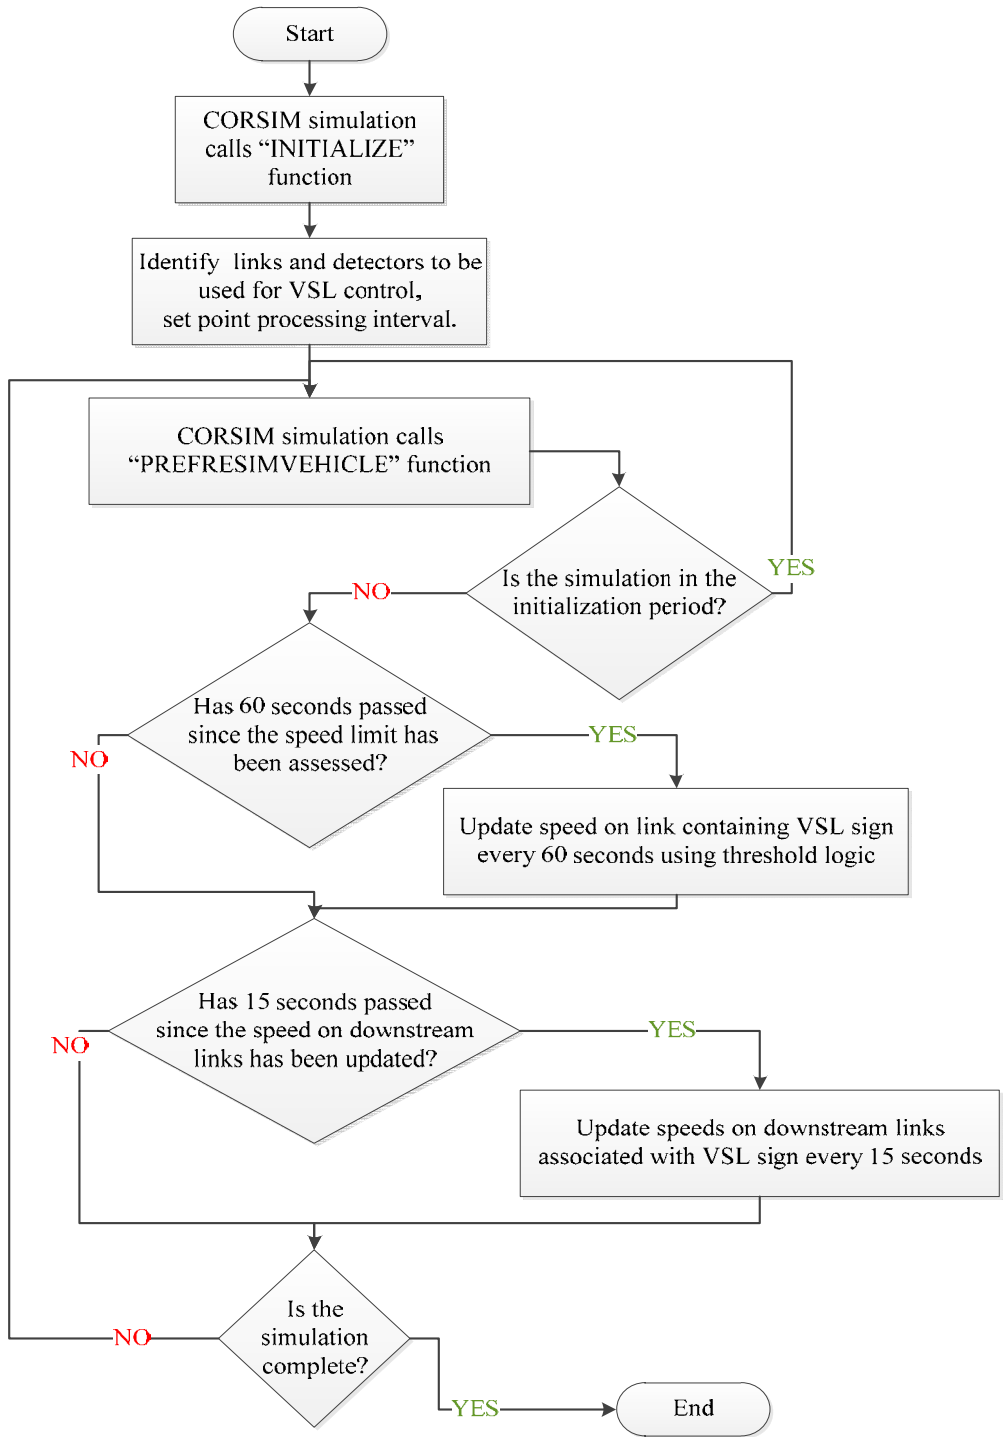 Start
CORSIM simulation
calls “INITIALIZE”
function
Identify links and detectors to be
used for VSL control,
set point processing interval.
CORSIM simulation calls
“PREFRESIMVEHICLE” function
Is the simulation in the
initialization period?
YES
NO
Has 60 seconds passed
since the speed limit has
been assessed?
NO
YES
Update speed on link containing VSL sign
every 60 seconds using threshold logic
Has 15 seconds passed
since the speed on downstream
links has been updated?
NO
YES
Update speeds on downstream links
associated with VSL sign every 15 seconds
Is the
simulation
complete?
NO
YES
End